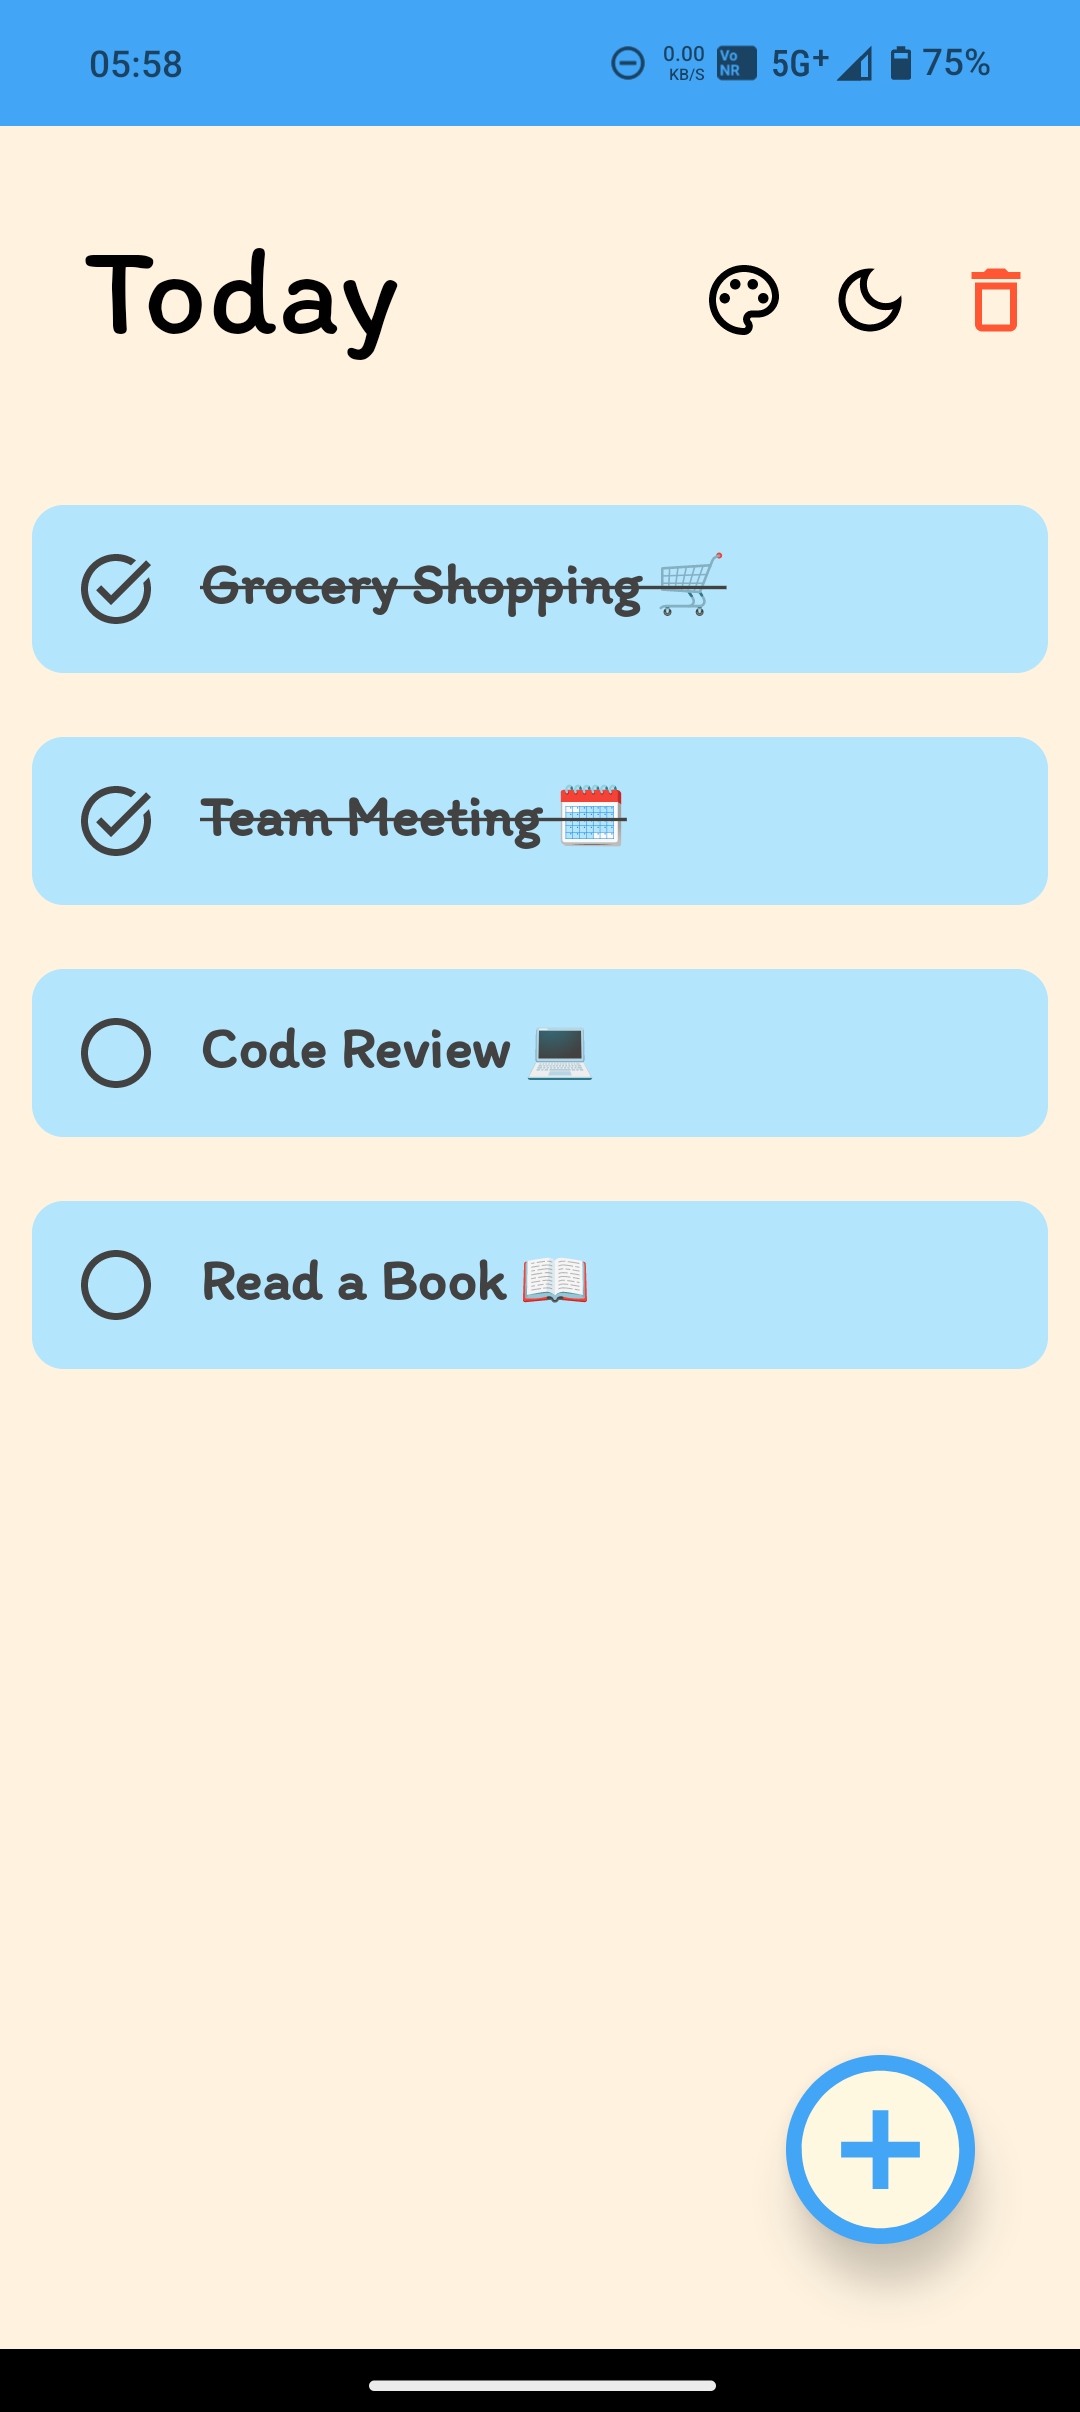 05:58
0.00 KB/S Vo NR 5G+ 75%
Today
Grocery Shopping 🛒
Team Meeting 🗓️
Code Review 💻
Read a Book 📖